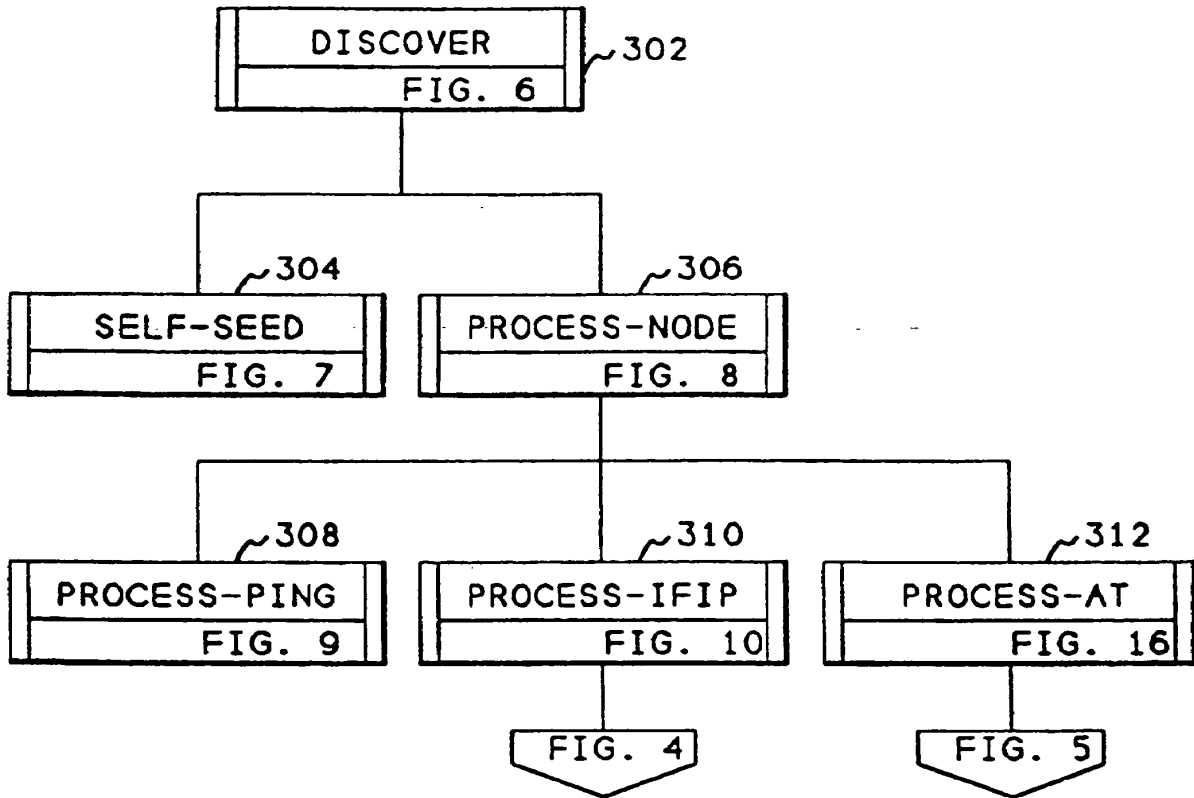 DISCOVER
FIG. 6
302
304
306
SELF-SEED
FIG. 7
PROCESS-NODE
FIG. 8
308
310
312
PROCESS-PING
FIG. 9
PROCESS-IFIP
FIG. 10
PROCESS-AT
FIG. 16
FIG. 4
FIG. 5